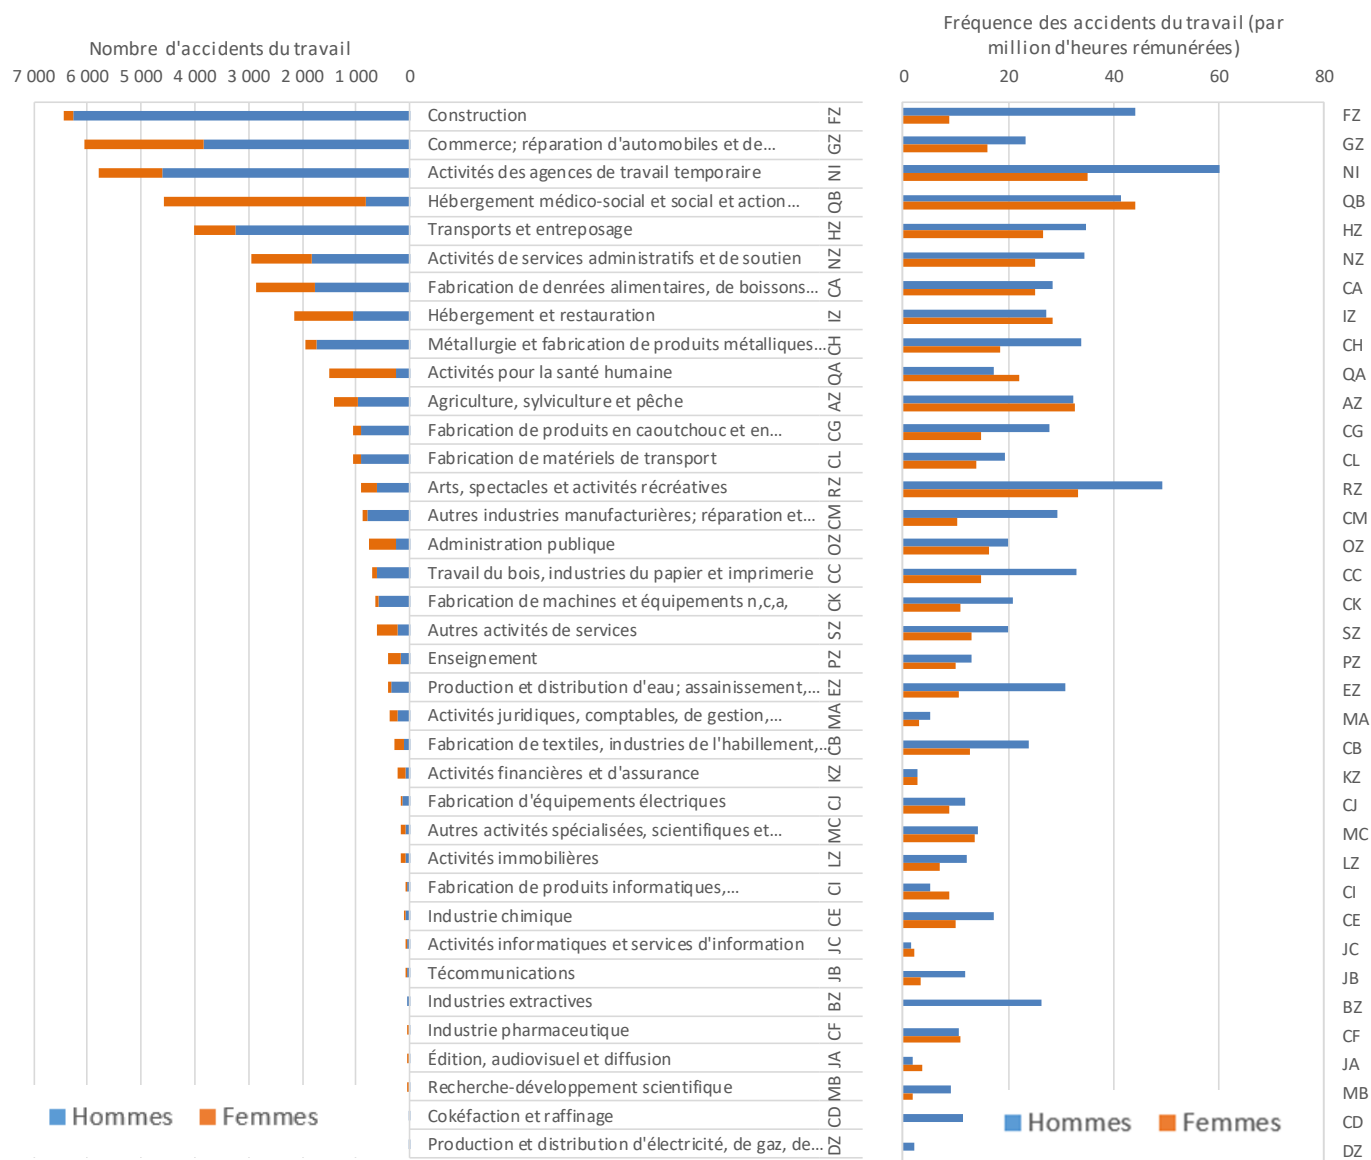 Nombre d'accidents du travail
Fréquence des accidents du travail (par
million d'heures rémunérées)
7 000 6 000 5 000 4 000 3 000 2 000 1 000 0
0 20 40 60 80
Construction FZ FZ
Commerce; réparation d'automobiles et de... GZ GZ
Activités des agences de travail temporaire NI NI
Hébergement médico-social et social et action... QB QB
Transports et entreposage HZ HZ
Activités de services administratifs et de soutien NZ NZ
Fabrication de denrées alimentaires, de boissons... CA CA
Hébergement et restauration IZ IZ
Métallurgie et fabrication de produits métalliques... CH CH
Activités pour la santé humaine QA QA
Agriculture, sylviculture et pêche AZ AZ
Fabrication de produits en caoutchouc et en... CG CG
Fabrication de matériels de transport CL CL
Arts, spectacles et activités récréatives RZ RZ
Autres industries manufacturières; réparation et... CM CM
Administration publique OZ OZ
Travail du bois, industries du papier et imprimerie CC CC
Fabrication de machines et équipements n,c,a, CK CK
Autres activités de services SZ SZ
Enseignement PZ PZ
Production et distribution d'eau; assainissement,... EZ EZ
Activités juridiques, comptables, de gestion,... MA MA
Fabrication de textiles, industries de l'habillement,... CB CB
Activités financières et d'assurance KZ KZ
Fabrication d'équipements électriques CJ CJ
Autres activités spécialisées, scientifiques et... MC MC
Activités immobilières LZ LZ
Fabrication de produits informatiques,... CI CI
Industrie chimique CE CE
Activités informatiques et services d'information JC JC
Técommunications JB JB
Industries extractives BZ BZ
Industrie pharmaceutique CF CF
Édition, audiovisuel et diffusion JA JA
Recherche-développement scientifique MB MB
Cokéfaction et raffinage CD CD
Production et distribution d'électricité, de gaz, de... DZ DZ
Hommes Femmes
Hommes Femmes